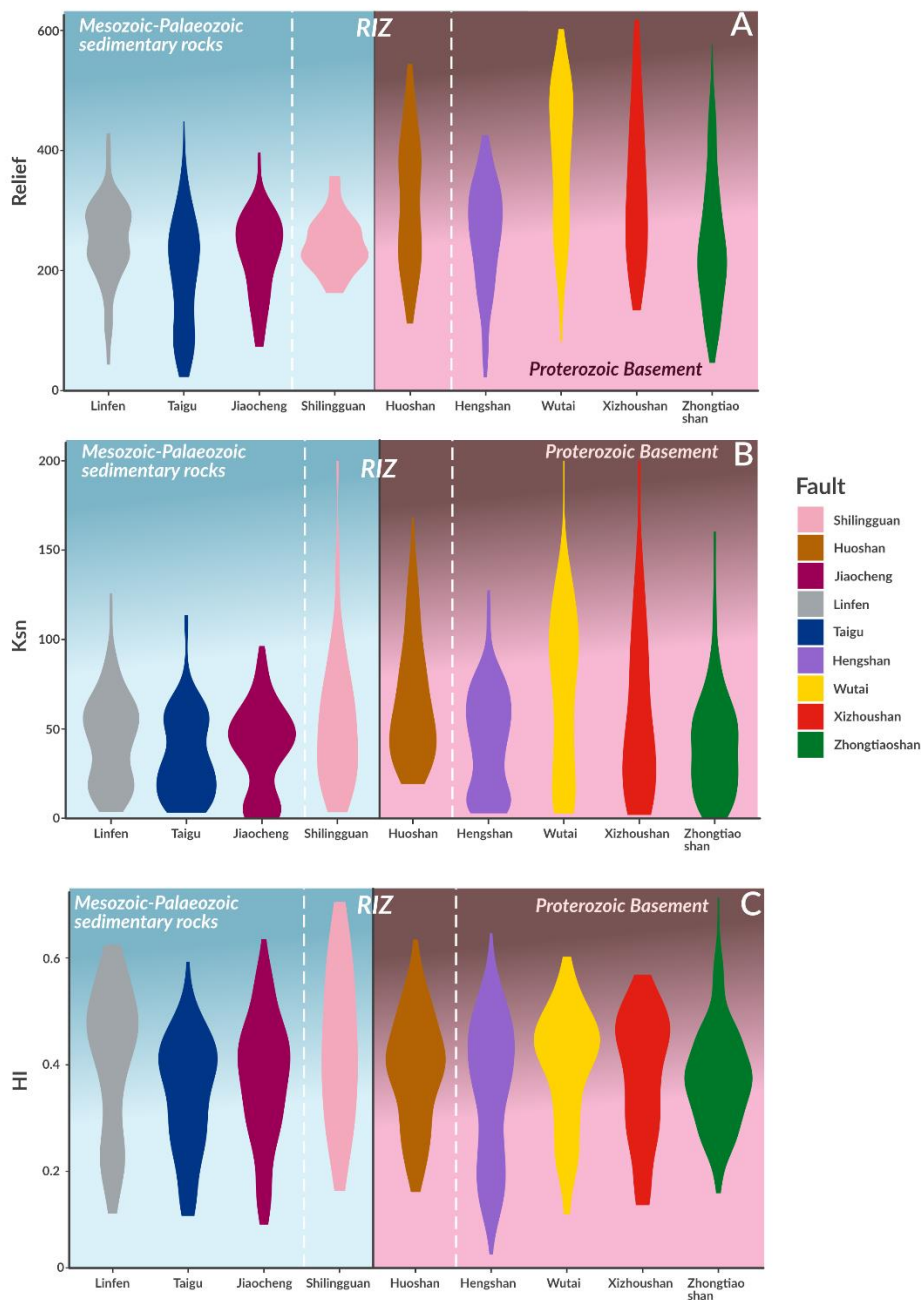 Mesozoic-Palaeozoic
sedimentary rocks
RIZ
A
600
400
200
0
Relief
Proterozoic Basement
Linfen
Taigu
Jiaocheng
Shilingguan
Huoshan
Hengshan
Wutai
Xizhoushan
Zhongtiao
shan
Mesozoic-Palaeozoic
sedimentary rocks
RIZ
Proterozoic Basement
B
200
150
100
50
0
Ksn
Linfen
Taigu
Jiaocheng
Shilingguan
Huoshan
Hengshan
Wutai
Xizhoushan
Zhongtiao
shan
Fault
Shilingguan
Huoshan
Jiaocheng
Linfen
Taigu
Hengshan
Wutai
Xizhoushan
Zhongtiaoshan
Mesozoic-Palaeozoic
sedimentary rocks
RIZ
Proterozoic Basement
C
0.6
0.4
0.2
0
HI
Linfen
Taigu
Jiaocheng
Shilingguan
Huoshan
Hengshan
Wutai
Xizhoushan
Zhongtiao
shan